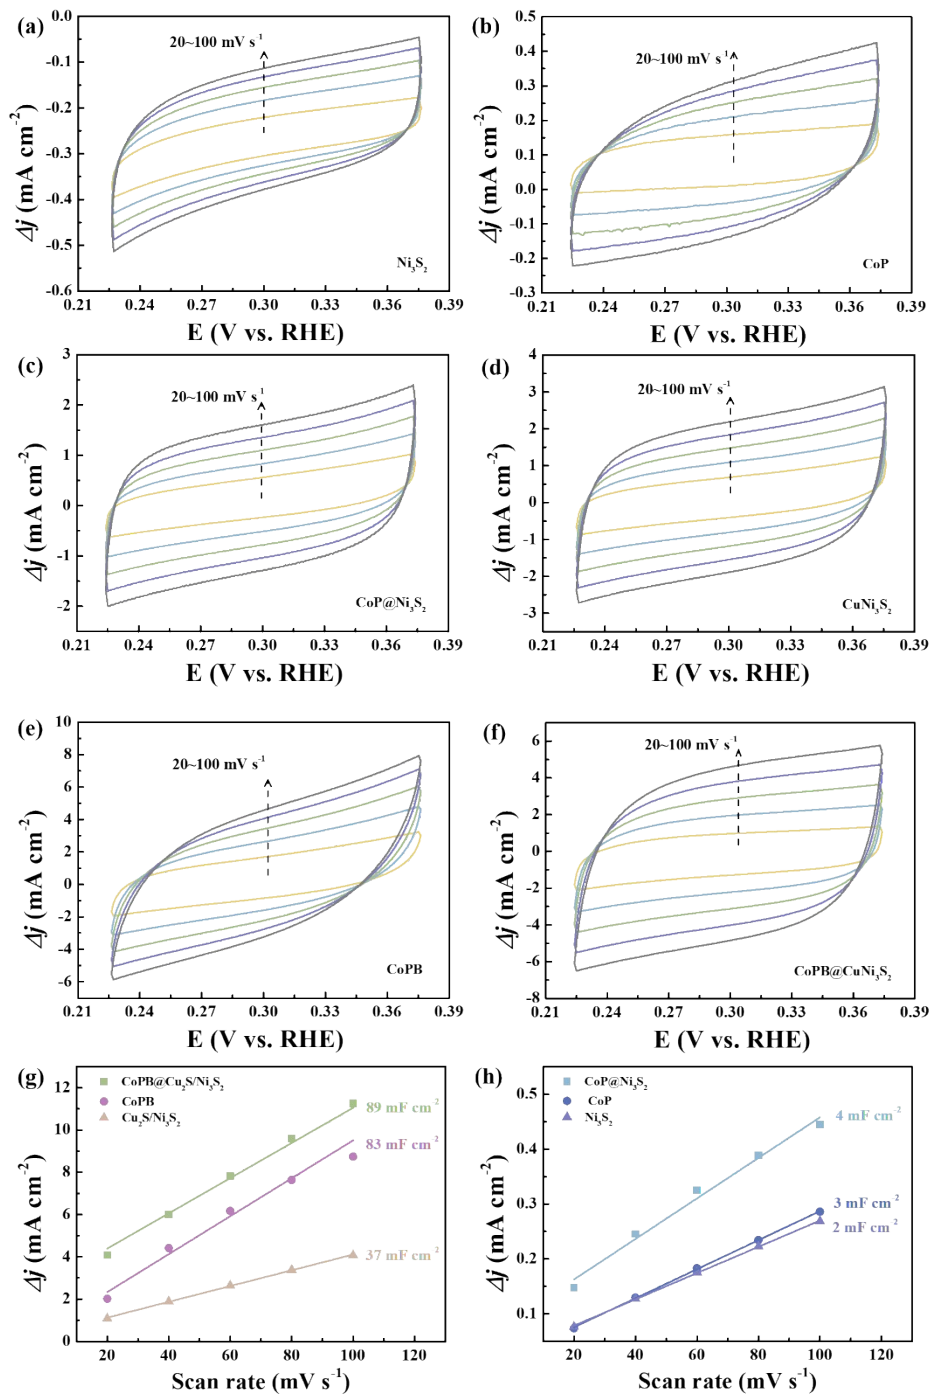 (a)
0.0
-0.1
-0.2
-0.3
-0.4
-0.5
-0.6
Δj (mA cm⁻²)
20~100 mV s⁻¹
Ni₃S₂
0.21 0.24 0.27 0.30 0.33 0.36 0.39
E (V vs. RHE)
(b)
0.5
0.4
0.3
0.2
0.1
0.0
-0.1
-0.2
-0.3
Δj (mA cm⁻²)
20~100 mV s⁻¹
CoP
0.21 0.24 0.27 0.30 0.33 0.36 0.39
E (V vs. RHE)
(c)
3
2
1
0
-1
-2
Δj (mA cm⁻²)
20~100 mV s⁻¹
CoP@Ni₃S₂
0.21 0.24 0.27 0.30 0.33 0.36 0.39
E (V vs. RHE)
(d)
4
3
2
1
0
-1
-2
-3
Δj (mA cm⁻²)
20~100 mV s⁻¹
CuNi₃S₂
0.21 0.24 0.27 0.30 0.33 0.36 0.39
E (V vs. RHE)
(e)
10
8
6
4
2
0
-2
-4
-6
Δj (mA cm⁻²)
20~100 mV s⁻¹
CoPB
0.21 0.24 0.27 0.30 0.33 0.36 0.39
E (V vs. RHE)
(f)
6
4
2
0
-2
-4
-6
-8
Δj (mA cm⁻²)
20~100 mV s⁻¹
CoPB@CuNi₃S₂
0.21 0.24 0.27 0.30 0.33 0.36 0.39
E (V vs. RHE)
(g)
12
10
8
6
4
2
0
Δj (mA cm⁻²)
CoPB@Cu₂S/Ni₃S₂
CoPB
Cu₂S/Ni₃S₂
89 mF cm⁻²
83 mF cm⁻²
37 mF cm⁻²
20 40 60 80 100 120
Scan rate (mV s⁻¹)
(h)
0.5
0.4
0.3
0.2
0.1
Δj (mA cm⁻²)
CoP@Ni₃S₂
CoP
Ni₃S₂
4 mF cm⁻²
3 mF cm⁻²
2 mF cm⁻²
20 40 60 80 100 120
Scan rate (mV s⁻¹)